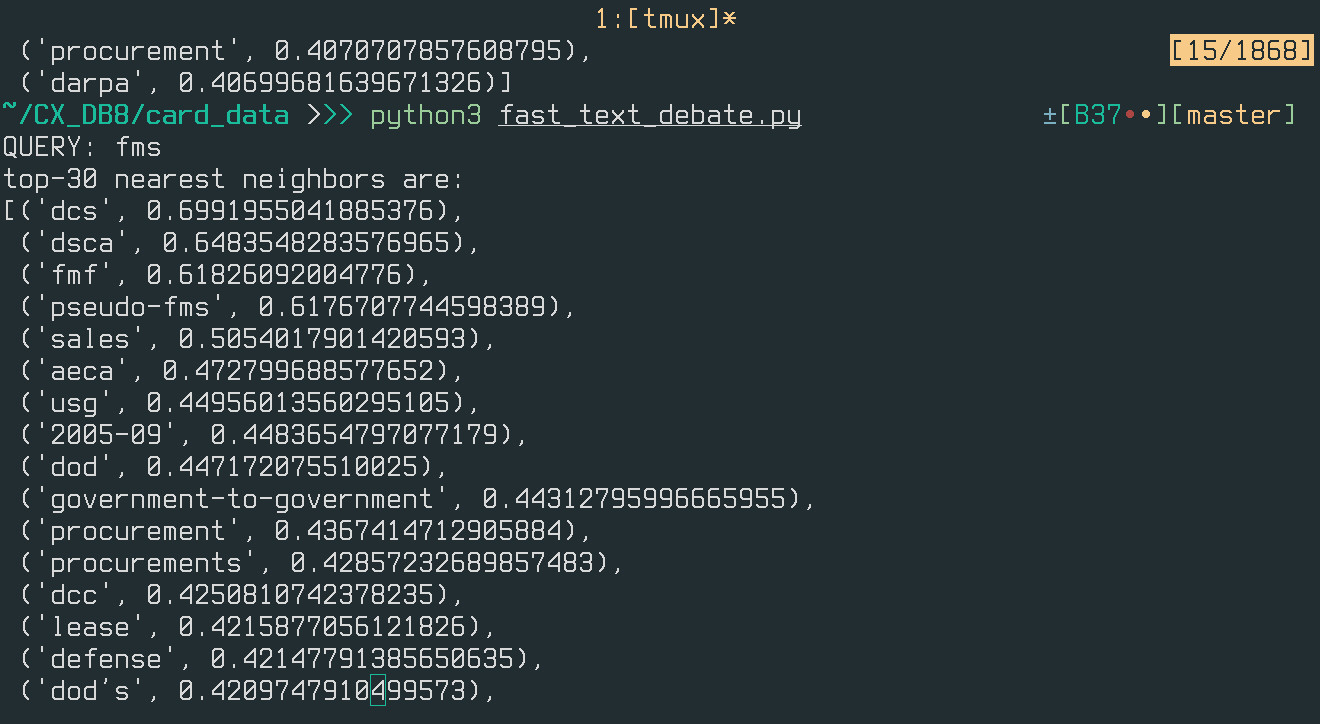 1:[tmux]*
('procurement', 0.4070707857608795), [15/1868]
('darpa', 0.40699681639671326)]
~/CX_DB8/card_data >>> python3 fast_text_debate.py ±[B37••][master]
QUERY: fms
top-30 nearest neighbors are:
[('dcs', 0.6991955041885376),
('dsca', 0.6483548283576965),
('fmf', 0.61826092004776),
('pseudo-fms', 0.6176707744598389),
('sales', 0.5054017901420593),
('aeca', 0.472799688577652),
('usg', 0.44956013560295105),
('2005-09', 0.4483654797077179),
('dod', 0.447172075510025),
('government-to-government', 0.44312795996665955),
('procurement', 0.4367414712905884),
('procurements', 0.42857232689857483),
('dcc', 0.4250810742378235),
('lease', 0.4215877056121826),
('defense', 0.421477913856506​35),
('dod’s', 0.4209747910499573),